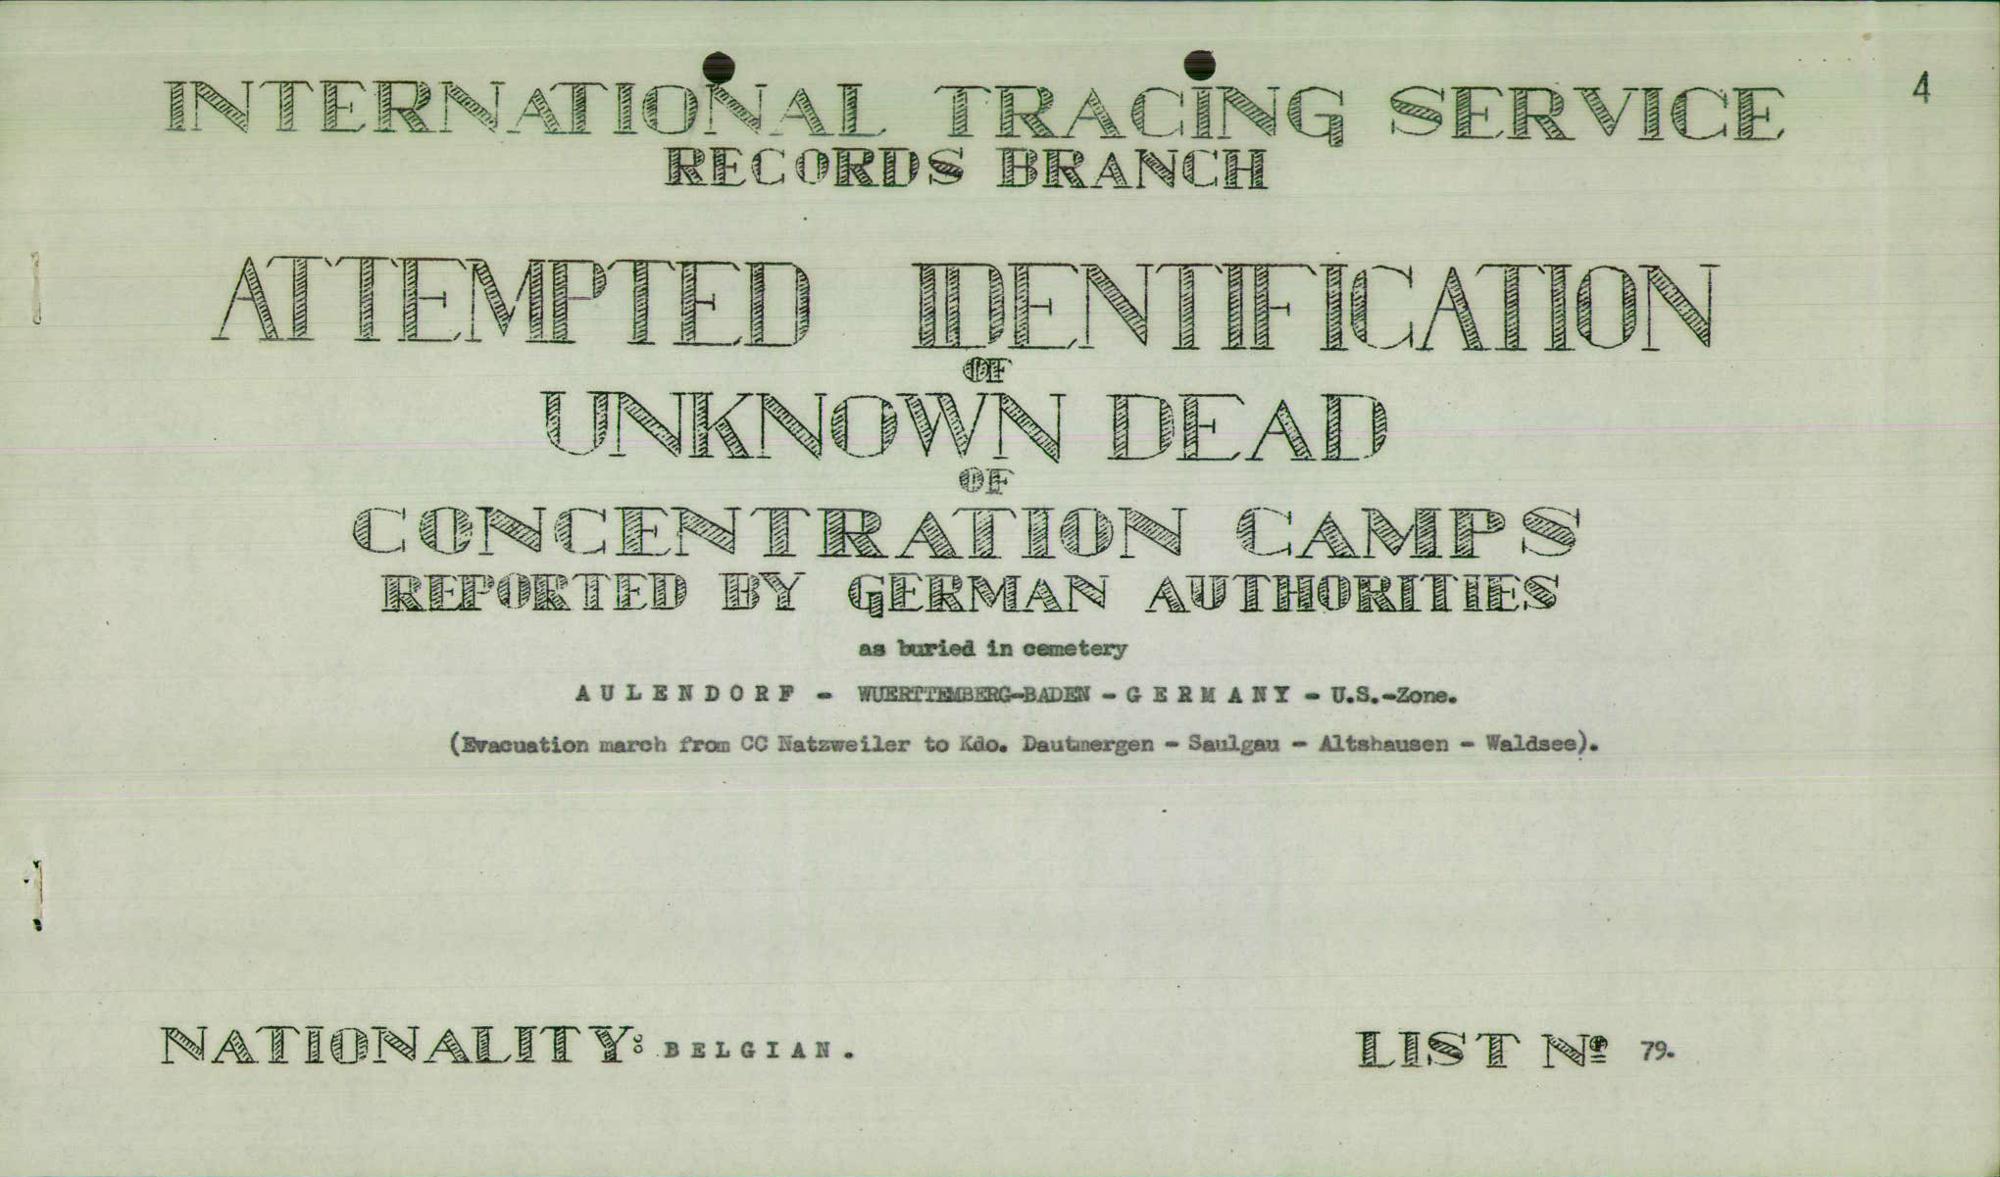 4
INTERNATIONAL TRACING SERVICE
RECORDS BRANCH
ATTEMPTED IDENTIFICATION
OF
UNKNOWN DEAD
OF
CONCENTRATION CAMPS
REPORTED BY GERMAN AUTHORITIES
as buried in cemetery
A U L E N D O R F - WUERTTEMBERG-BADEN - G E R M A N Y - U.S.-Zone.
(Evacuation march from CC Natzweiler to Kdo. Dautmergen - Saulgau - Altshausen - Waldsee).
NATIONALITY: B E L G I A N . LIST Nº 79.